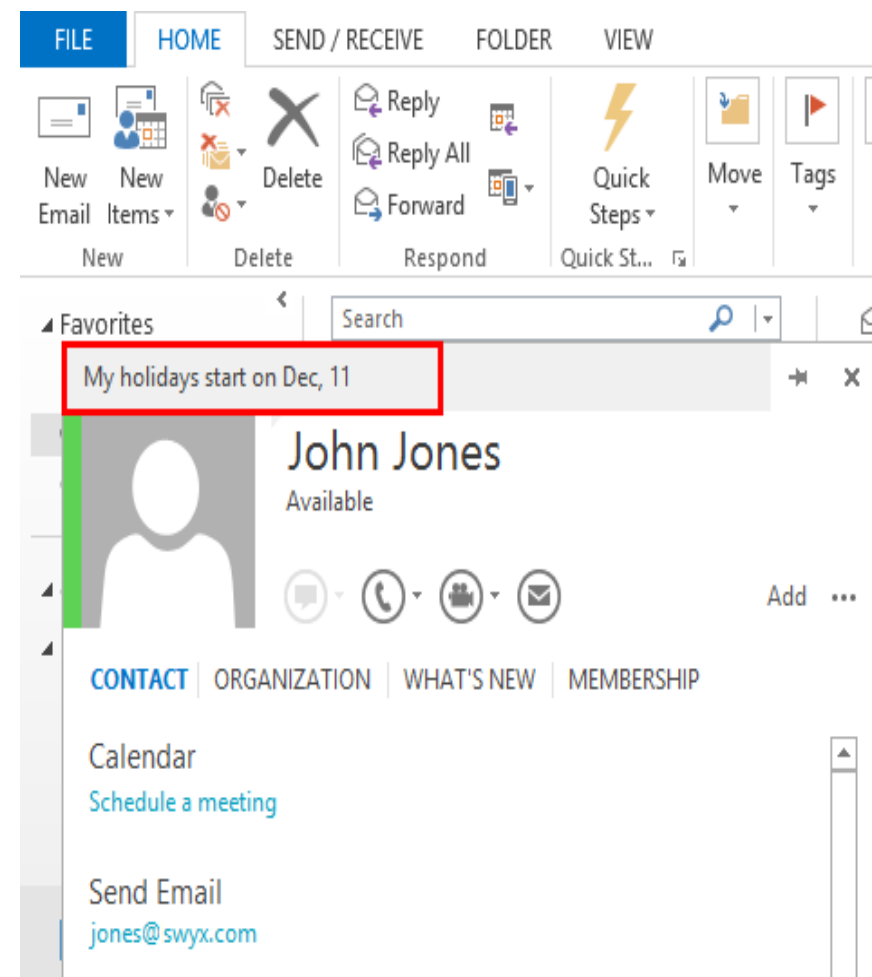 FILE HOME SEND / RECEIVE FOLDER VIEW
New Email
New Items
Delete
Reply
Reply All
Forward
Quick Steps
Move
Tags
New Delete Respond Quick St...
Favorites
Search
My holidays start on Dec, 11
John Jones
Available
Add
CONTACT ORGANIZATION WHAT'S NEW MEMBERSHIP
Calendar
Schedule a meeting
Send Email
jones@swyx.com